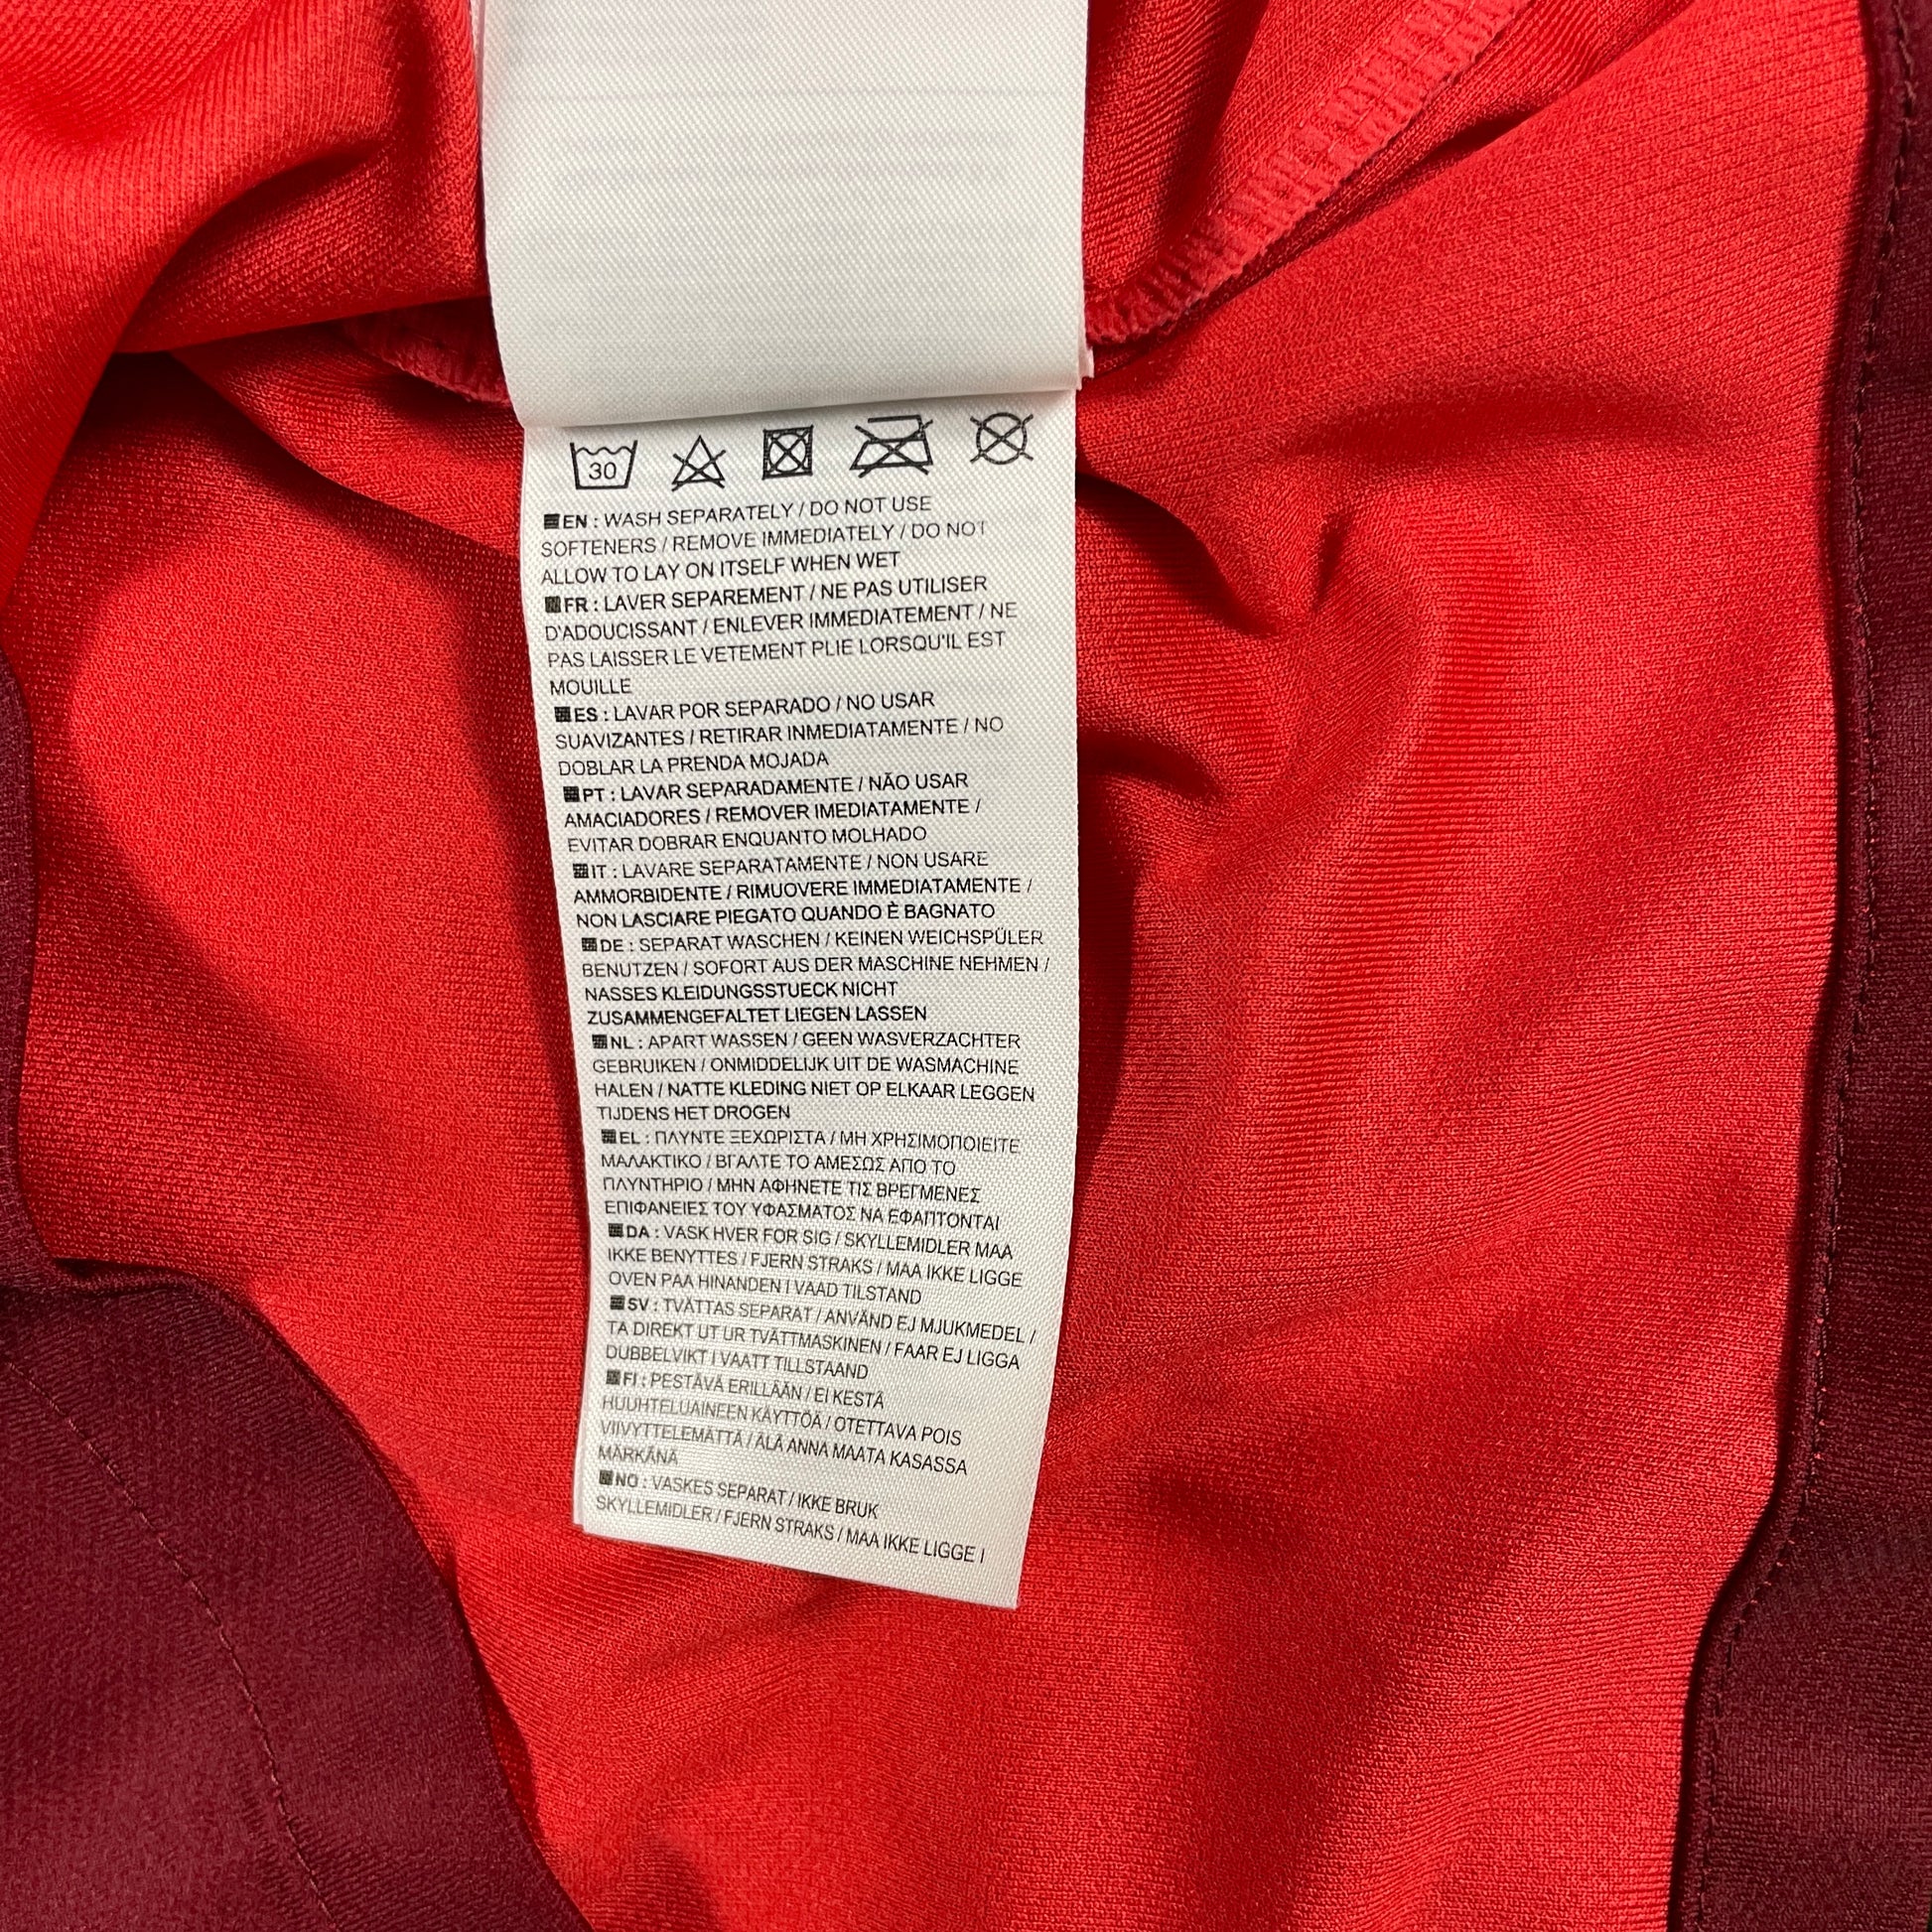 30
EN : WASH SEPARATELY / DO NOT USE
SOFTENERS / REMOVE IMMEDIATELY / DO NOT
ALLOW TO LAY ON ITSELF WHEN WET
FR : LAVER SEPAREMENT / NE PAS UTILISER
D'ADOUCISSANT / ENLEVER IMMEDIATEMENT / NE
PAS LAISSER LE VETEMENT PLIE LORSQU'IL EST
MOUILLE
ES : LAVAR POR SEPARADO / NO USAR
SUAVIZANTES / RETIRAR INMEDIATAMENTE / NO
DOBLAR LA PRENDA MOJADA
PT : LAVAR SEPARADAMENTE / NÃO USAR
AMACIADORES / REMOVER IMEDIATAMENTE /
EVITAR DOBRAR ENQUANTO MOLHADO
IT : LAVARE SEPARATAMENTE / NON USARE
AMMORBIDENTE / RIMUOVERE IMMEDIATAMENTE /
NON LASCIARE PIEGATO QUANDO È BAGNATO
DE : SEPARAT WASCHEN / KEINEN WEICHSPÜLER
BENUTZEN / SOFORT AUS DER MASCHINE NEHMEN /
NASSES KLEIDUNGSSTUECK NICHT
ZUSAMMENGEFALTET LIEGEN LASSEN
NL : APART WASSEN / GEEN WASVERZACHTER
GEBRUIKEN / ONMIDDELIJK UIT DE WASMACHINE
HALEN / NATTE KLEDING NIET OP ELKAAR LEGGEN
TIJDENS HET DROGEN
EL : ΠΛΥΝΤΕ ΞΕΧΩΡΙΣΤΑ / ΜΗ ΧΡΗΣΙΜΟΠΟΙΕΙΤΕ
ΜΑΛΑΚΤΙΚΟ / ΒΓΑΛΤΕ ΤΟ ΑΜΕΣΩΣ ΑΠΟ ΤΟ
ΠΛΥΝΤΗΡΙΟ / ΜΗΝ ΑΦΗΝΕΤΕ ΤΙΣ ΒΡΕΓΜΕΝΕΣ
ΕΠΙΦΑΝΕΙΕΣ ΤΟΥ ΥΦΑΣΜΑΤΟΣ ΝΑ ΕΦΑΠΤΟΝΤΑΙ
DA : VASK HVER FOR SIG / SKYLLEMIDLER MAA
IKKE BENYTTES / FJERN STRAKS / MAA IKKE LIGGE
OVEN PAA HINANDEN I VAAD TILSTAND
SV : TVÄTTAS SEPARAT / ANVÄND EJ MJUKMEDEL /
TA DIREKT UT UR TVÄTTMASKINEN / FAAR EJ LIGGA
DUBBELVIKT I VAATT TILLSTAAND
FI : PESTÄVÄ ERILLÄÄN / EI KESTÄ
HUUHTELUAINEEN KÄYTTÖÄ / OTETTAVA POIS
VIIVYTTELEMÄTTÄ / ÄLÄ ANNA MAATA KASASSA
MÄRKÄNÄ
NO : VASKES SEPARAT / IKKE BRUK
SKYLLEMIDLER / FJERN STRAKS / MAA IKKE LIGGE I